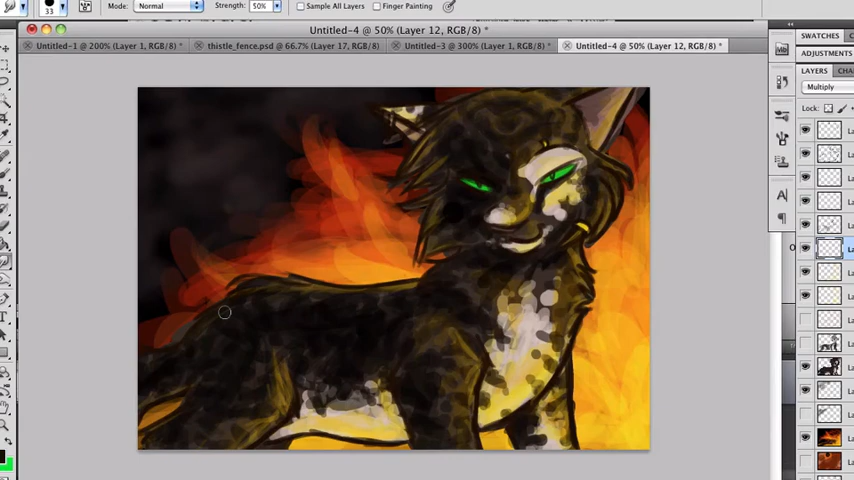 33
Mode: Normal
Strength: 50%
Sample All Layers
Finger Painting
Untitled-4 @ 50% (Layer 12, RGB/8) *
Untitled-1 @ 200% (Layer 1, RGB/8) *
thistle_fence.psd @ 66.7% (Layer 17, RGB/8)
Untitled-3 @ 300% (Layer 1, RGB/8) *
Untitled-4 @ 50% (Layer 12, RGB/8) *
SWATCHES
ADJUSTMENTS
LAYERS
CHA
Multiply
Lock: